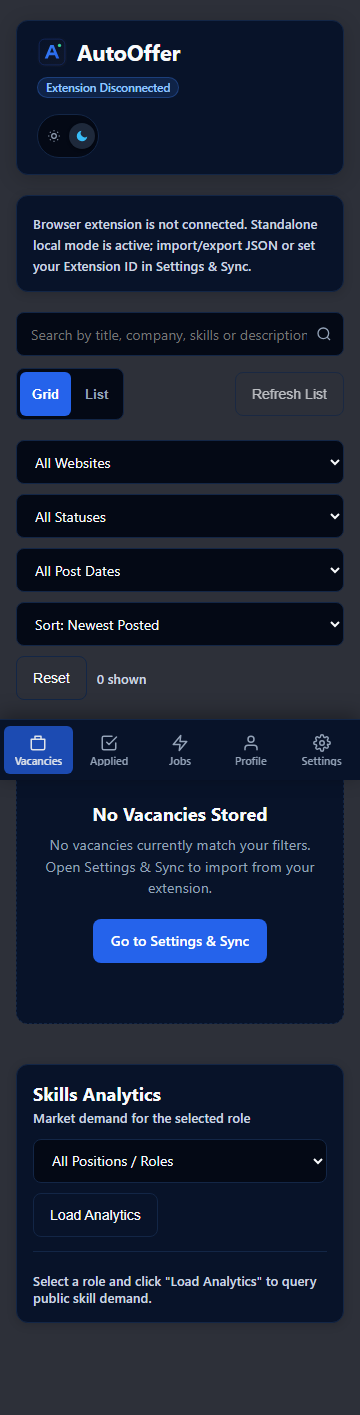 AutoOffer
Extension Disconnected
Browser extension is not connected. Standalone
local mode is active; import/export JSON or set
your Extension ID in Settings & Sync.
Search by title, company, skills or description
Grid
List
Refresh List
All Websites
All Statuses
All Post Dates
Sort: Newest Posted
Reset
0 shown
Vacancies
Applied
Jobs
Profile
Settings
No Vacancies Stored
No vacancies currently match your filters.
Open Settings & Sync to import from your
extension.
Go to Settings & Sync
Skills Analytics
Market demand for the selected role
All Positions / Roles
Load Analytics
Select a role and click "Load Analytics" to query
public skill demand.